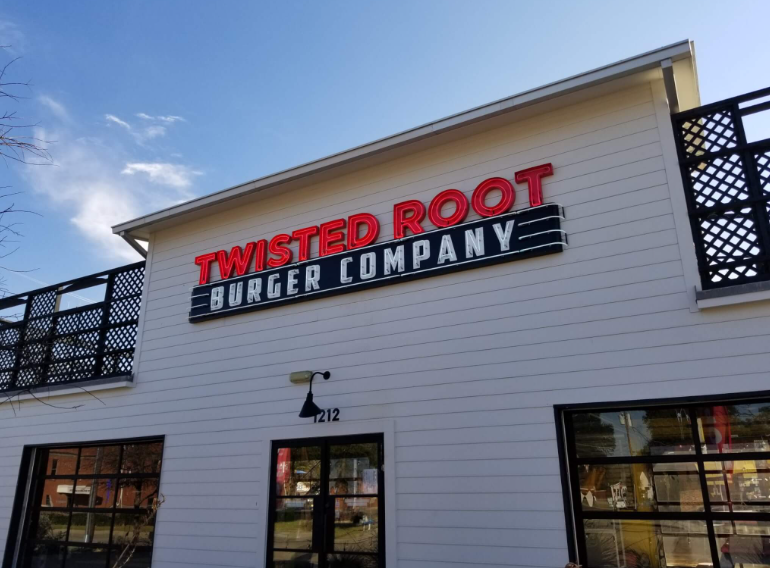 TWISTED ROOT
BURGER COMPANY
1212